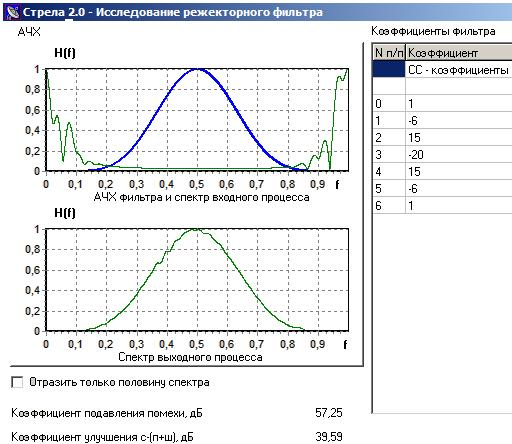 Стрела 2.0 - Исследование режекторного фильтра
АЧХ
H(f)
1
0,8
0,6
0,4
0,2
0
0 0,1 0,2 0,3 0,4 0,5 0,6 0,7 0,8 0,9 f
АЧХ фильтра и спектр входного процесса
H(f)
1
0,8
0,6
0,4
0,2
0
0 0,1 0,2 0,3 0,4 0,5 0,6 0,7 0,8 0,9 f
Спектр выходного процесса
Отразить только половину спектра
Коэффициент подавления помехи, дБ 57,25
Коэффициент улучшения с-(п+ш), дБ 39,59
Коэффициенты фильтра
N п/п Коэффициент
СС - коэффициенты
0 1
1 -6
2 15
3 -20
4 15
5 -6
6 1